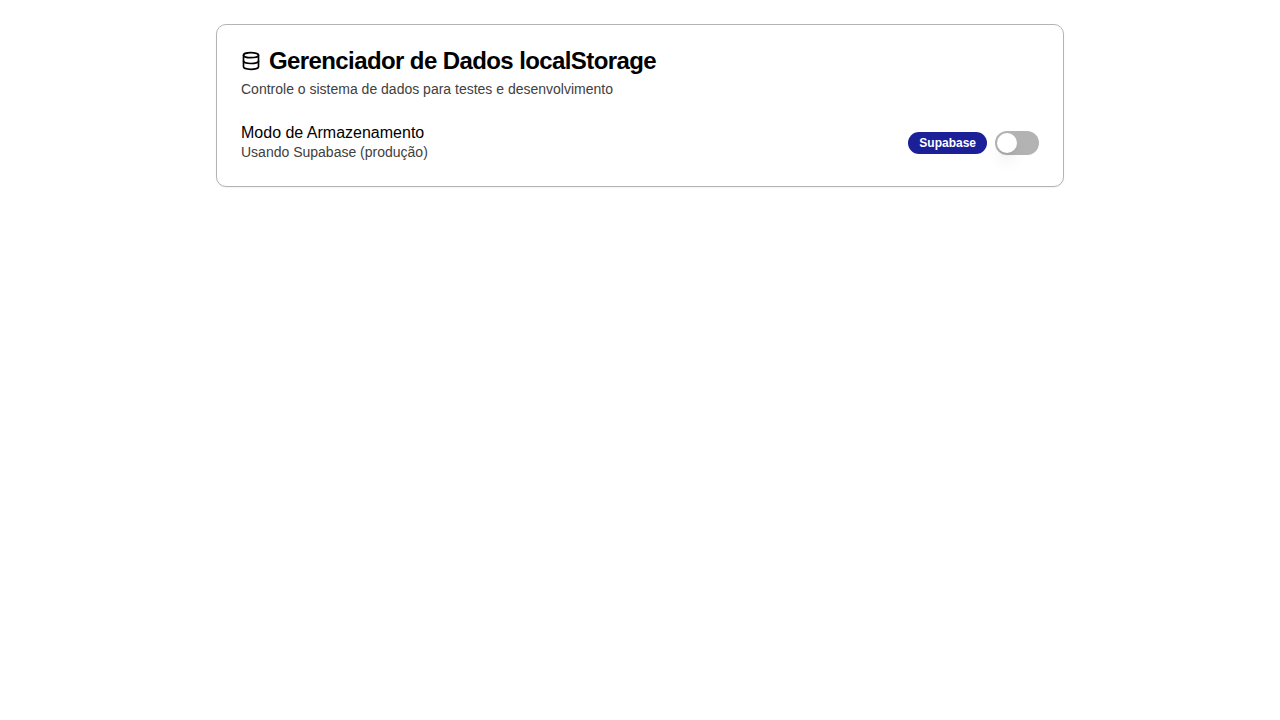 Gerenciador de Dados localStorage
Controle o sistema de dados para testes e desenvolvimento
Modo de Armazenamento
Usando Supabase (produção)
Supabase